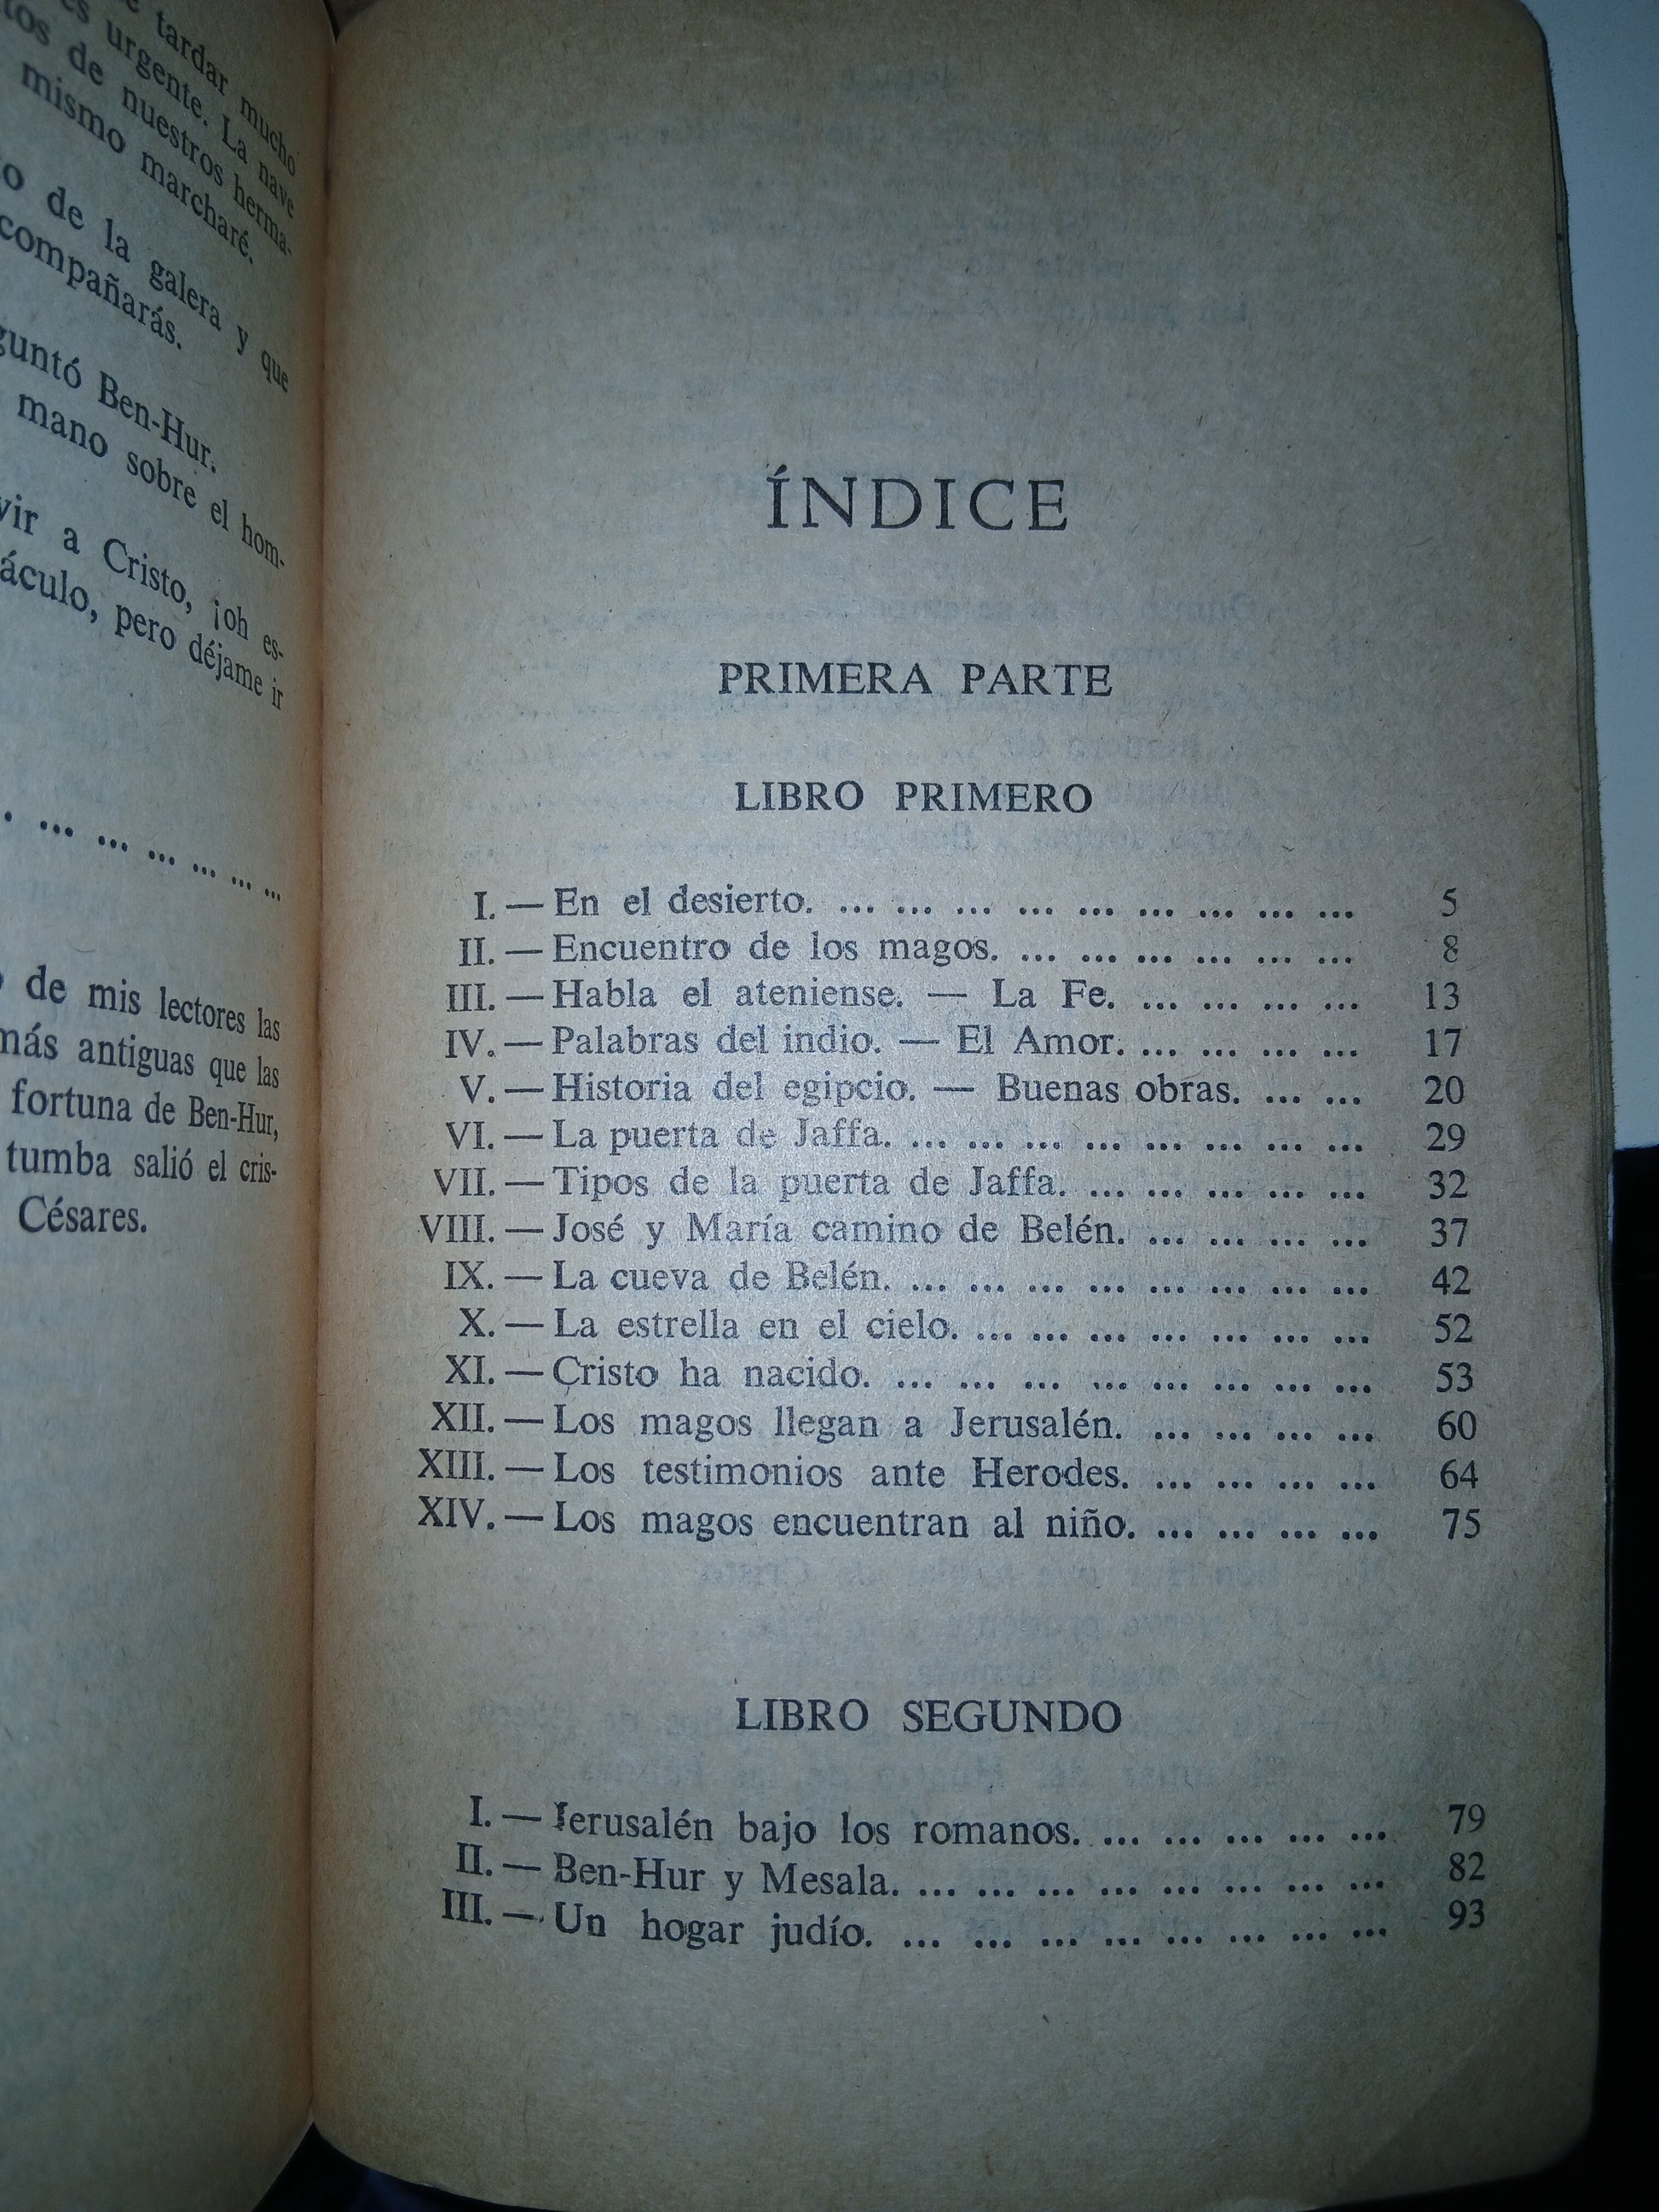 tardar mucho
es urgente. La nave
tos de nuestros herma-
mismo marcharé.
o de la galera y que
compañarás.
guntó Ben-Hur.
mano sobre el hom-
vir a Cristo, ¡oh es-
áculo, pero déjame ir
. ... ... ... ... ... ...
de mis lectores las
más antiguas que las
fortuna de Ben-Hur,
tumba salió el cris-
Césares.
ÍNDICE
PRIMERA PARTE
LIBRO PRIMERO
I. — En el desierto. ... ... ... ... ... ... ... ... ... 5
II. — Encuentro de los magos. ... ... ... ... ... ... 8
III. — Habla el ateniense. — La Fe. ... ... ... ... 13
IV. — Palabras del indio. — El Amor. ... ... ... ... 17
V. — Historia del egipcio. — Buenas obras. ... ... 20
VI. — La puerta de Jaffa. ... ... ... ... ... ... ... ... 29
VII. — Tipos de la puerta de Jaffa. ... ... ... ... ... 32
VIII. — José y María camino de Belén. ... ... ... ... 37
IX. — La cueva de Belén. ... ... ... ... ... ... ... ... 42
X. — La estrella en el cielo. ... ... ... ... ... ... ... 52
XI. — Cristo ha nacido. ... ... ... ... ... ... ... ... 53
XII. — Los magos llegan a Jerusalén. ... ... ... ... 60
XIII. — Los testimonios ante Herodes. ... ... ... ... 64
XIV. — Los magos encuentran al niño. ... ... ... ... 75
LIBRO SEGUNDO
I. — Jerusalén bajo los romanos. ... ... ... ... ... 79
II. — Ben-Hur y Mesala. ... ... ... ... ... ... ... ... 82
III. — Un hogar judío. ... ... ... ... ... ... ... ... 93